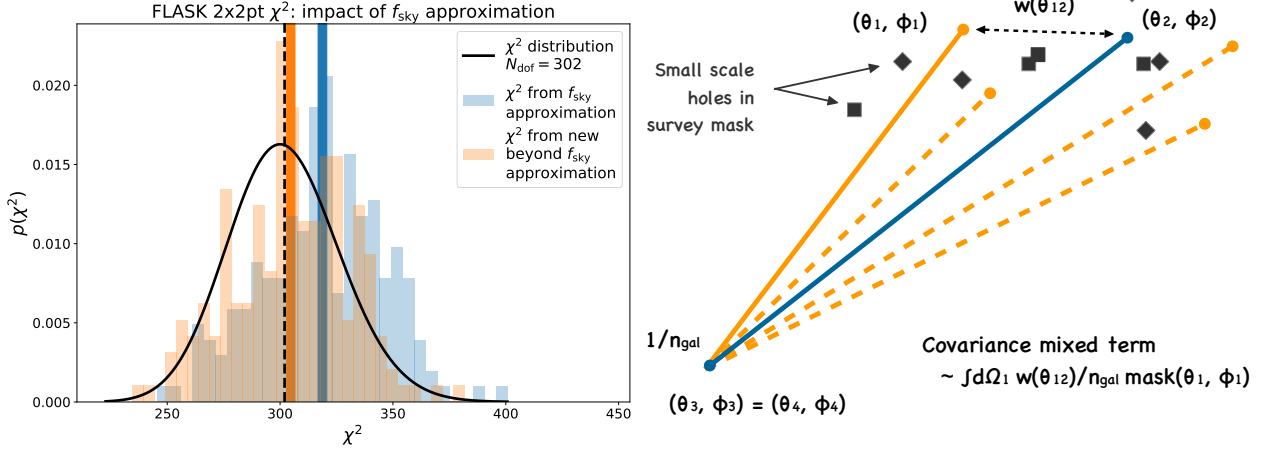 FLASK 2x2pt χ²: impact of f_sky approximation
p(χ²)
0.020
0.015
0.010
0.005
0.000
250
300
350
400
450
χ²
χ² distribution
N_dof = 302
χ² from f_sky
approximation
χ² from new
beyond f_sky
approximation
(θ₁, ϕ₁)
w(θ₁₂)
(θ₂, ϕ₂)
Small scale
holes in
survey mask
1/n_gal
(θ₃, ϕ₃) = (θ₄, ϕ₄)
Covariance mixed term
~ ∫dΩ₁ w(θ₁₂)/n_gal mask(θ₁, ϕ₁)